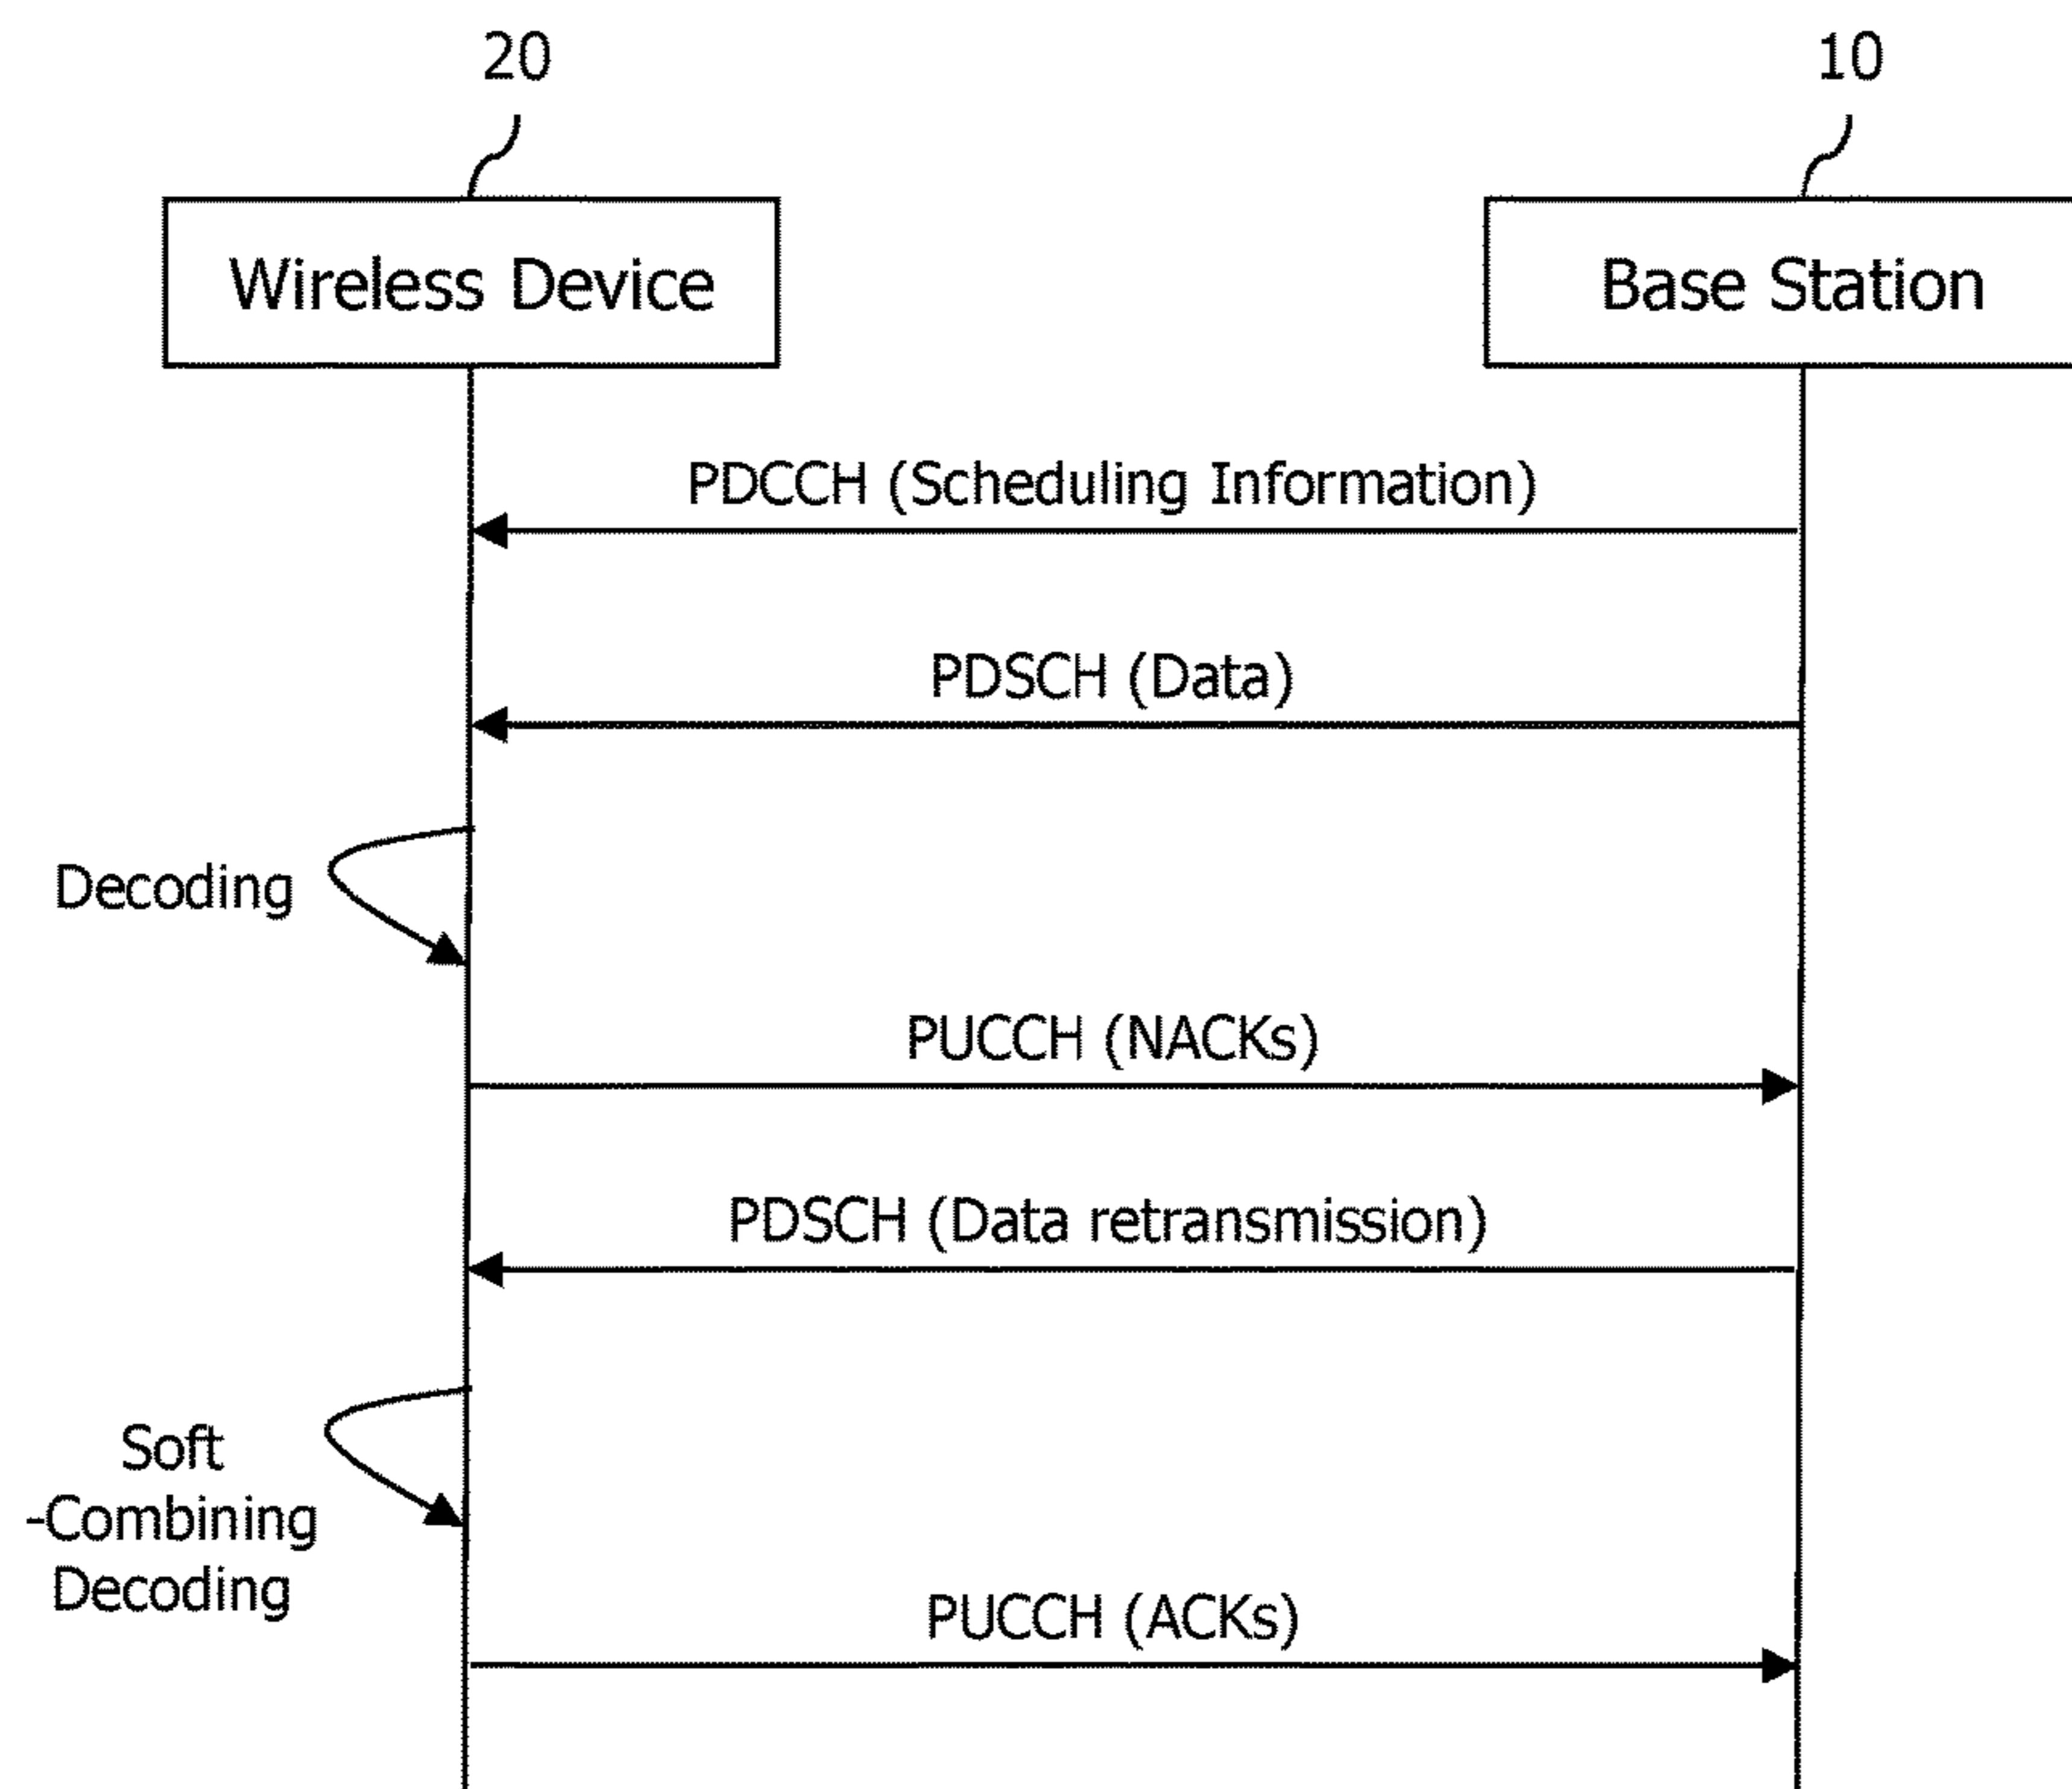 20
10
Wireless Device
Base Station
PDCCH (Scheduling Information)
PDSCH (Data)
Decoding
PUCCH (NACKs)
PDSCH (Data retransmission)
Soft
-Combining
Decoding
PUCCH (ACKs)